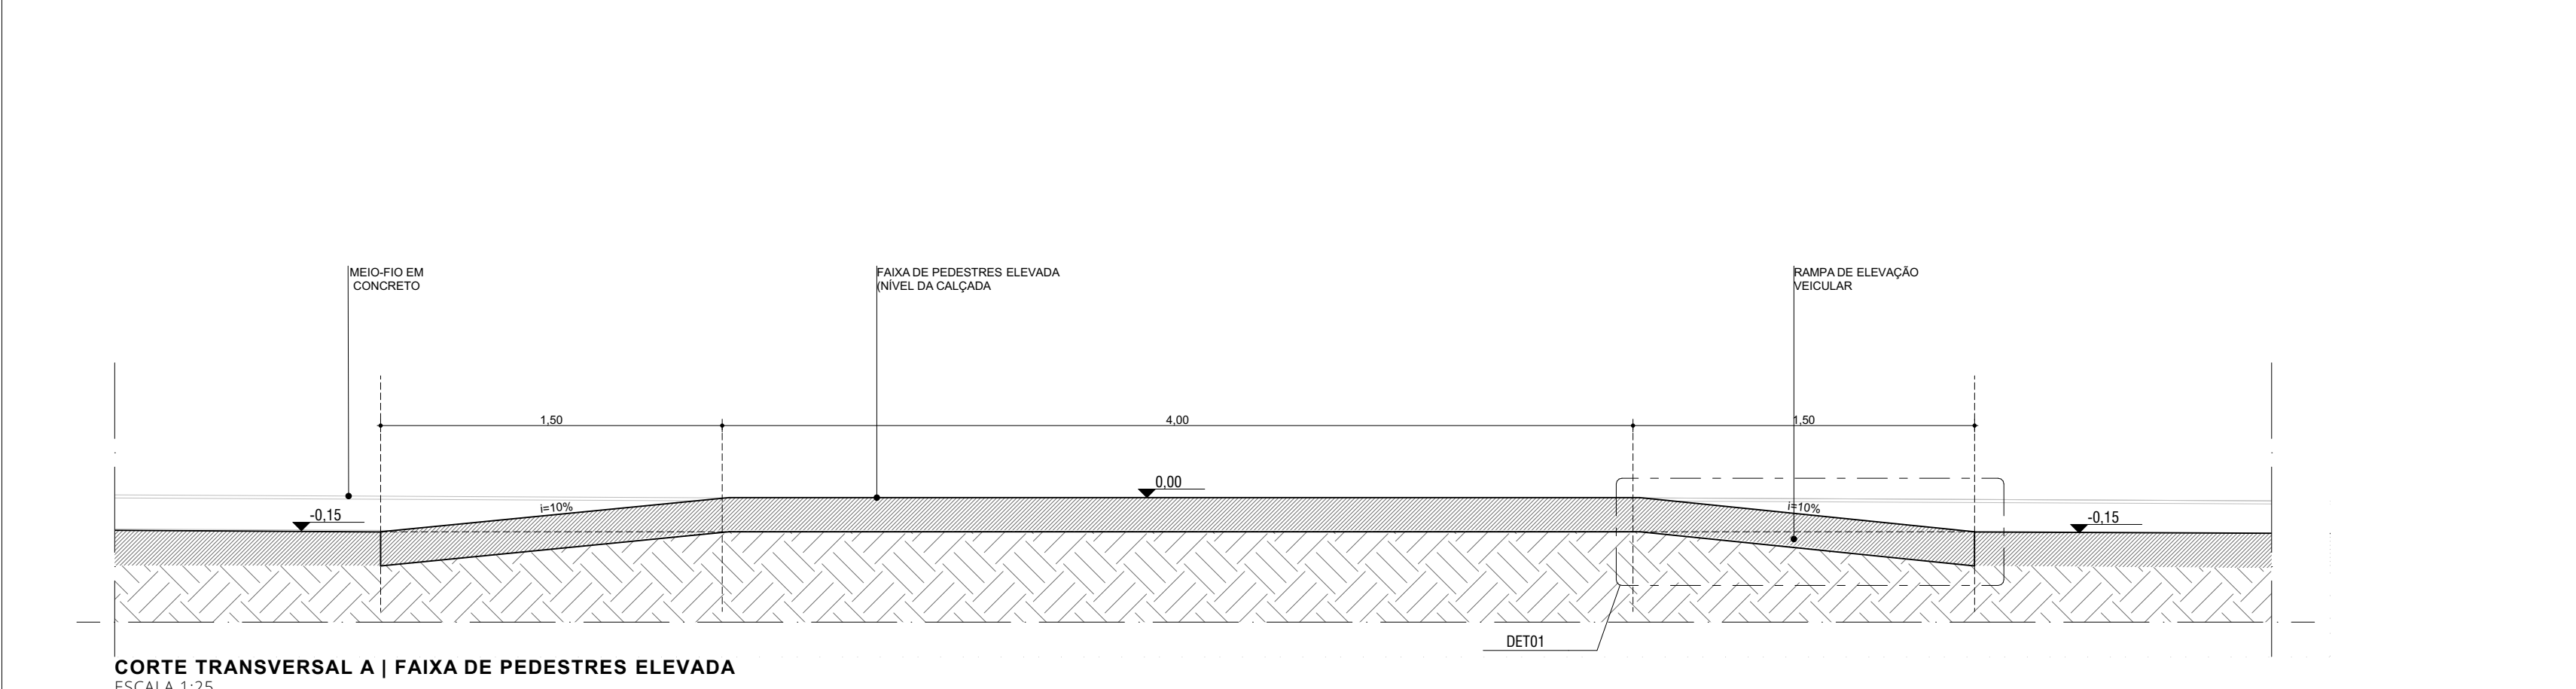 MEIO-FIO EM
CONCRETO
FAIXA DE PEDESTRES ELEVADA
(NÍVEL DA CALÇADA
RAMPA DE ELEVAÇÃO
VEICULAR
1,50
4,00
1,50
0,00
-0,15
i=10%
i=10%
-0,15
DET01
CORTE TRANSVERSAL A | FAIXA DE PEDESTRES ELEVADA
ESCALA 1:25